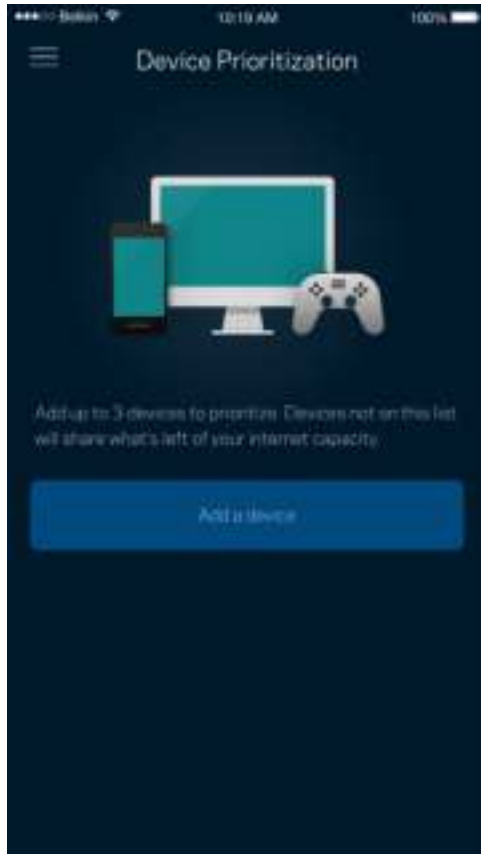 Belkin 10:19 AM 100%
Device Prioritization
Add up to 3 devices to prioritize. Devices not on this list
will share what's left of your internet capacity.
Add a device